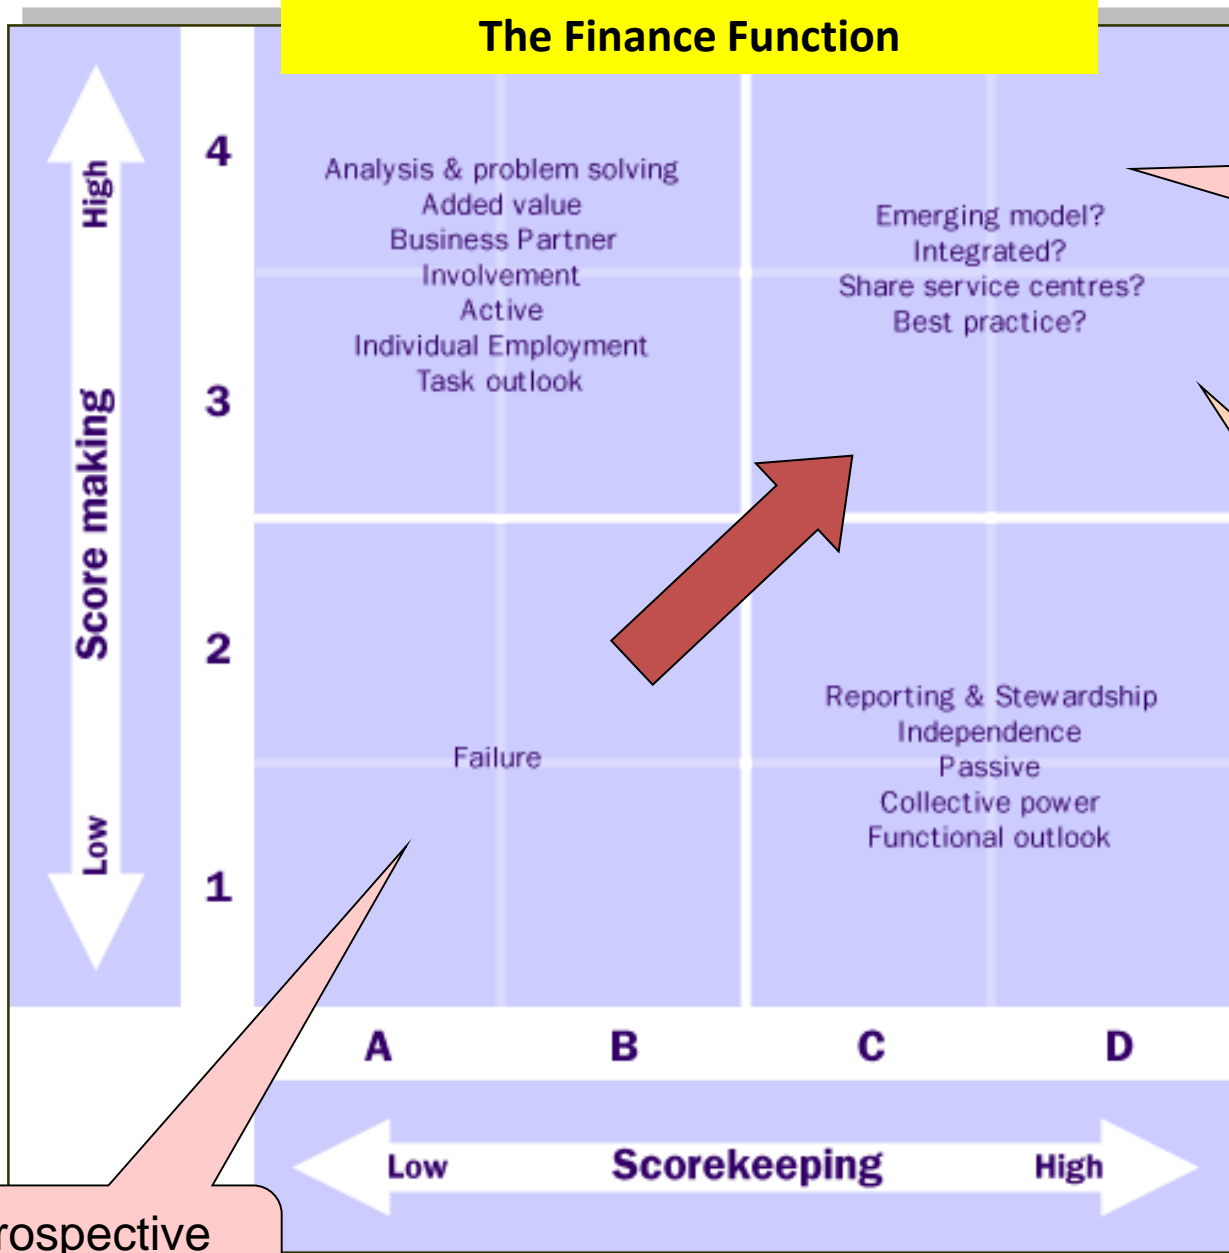 The Finance Function
High
Score making
Low
4
3
2
1
Analysis & problem solving
Added value
Business Partner
Involvement
Active
Individual Employment
Task outlook
Emerging model?
Integrated?
Share service centres?
Best practice?
Failure
Reporting & Stewardship
Independence
Passive
Collective power
Functional outlook
A B C D
Low Scorekeeping High